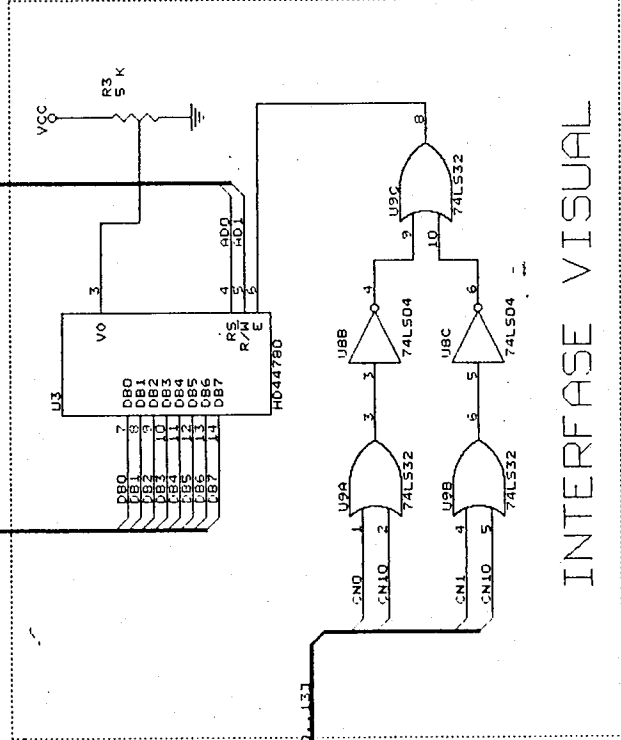 VCC
R3
5 K
3
VO
4
AD0
5
AD1
6
RS
R/W
E
U3
HD44780
DB0 7 DB0
DB1 8 DB1
DB2 9 DB2
DB3 10 DB3
DB4 11 DB4
DB5 12 DB5
DB6 13 DB6
DB7 14 DB7
8
U9C
74LS32
9
10
U8B
74LS04
4
3
U8C
74LS04
6
5
U9A
74LS32
3
1
2
CN0
CN10
U9B
74LS32
6
4
5
CN1
CN10
..13]
INTERFASE VISUAL